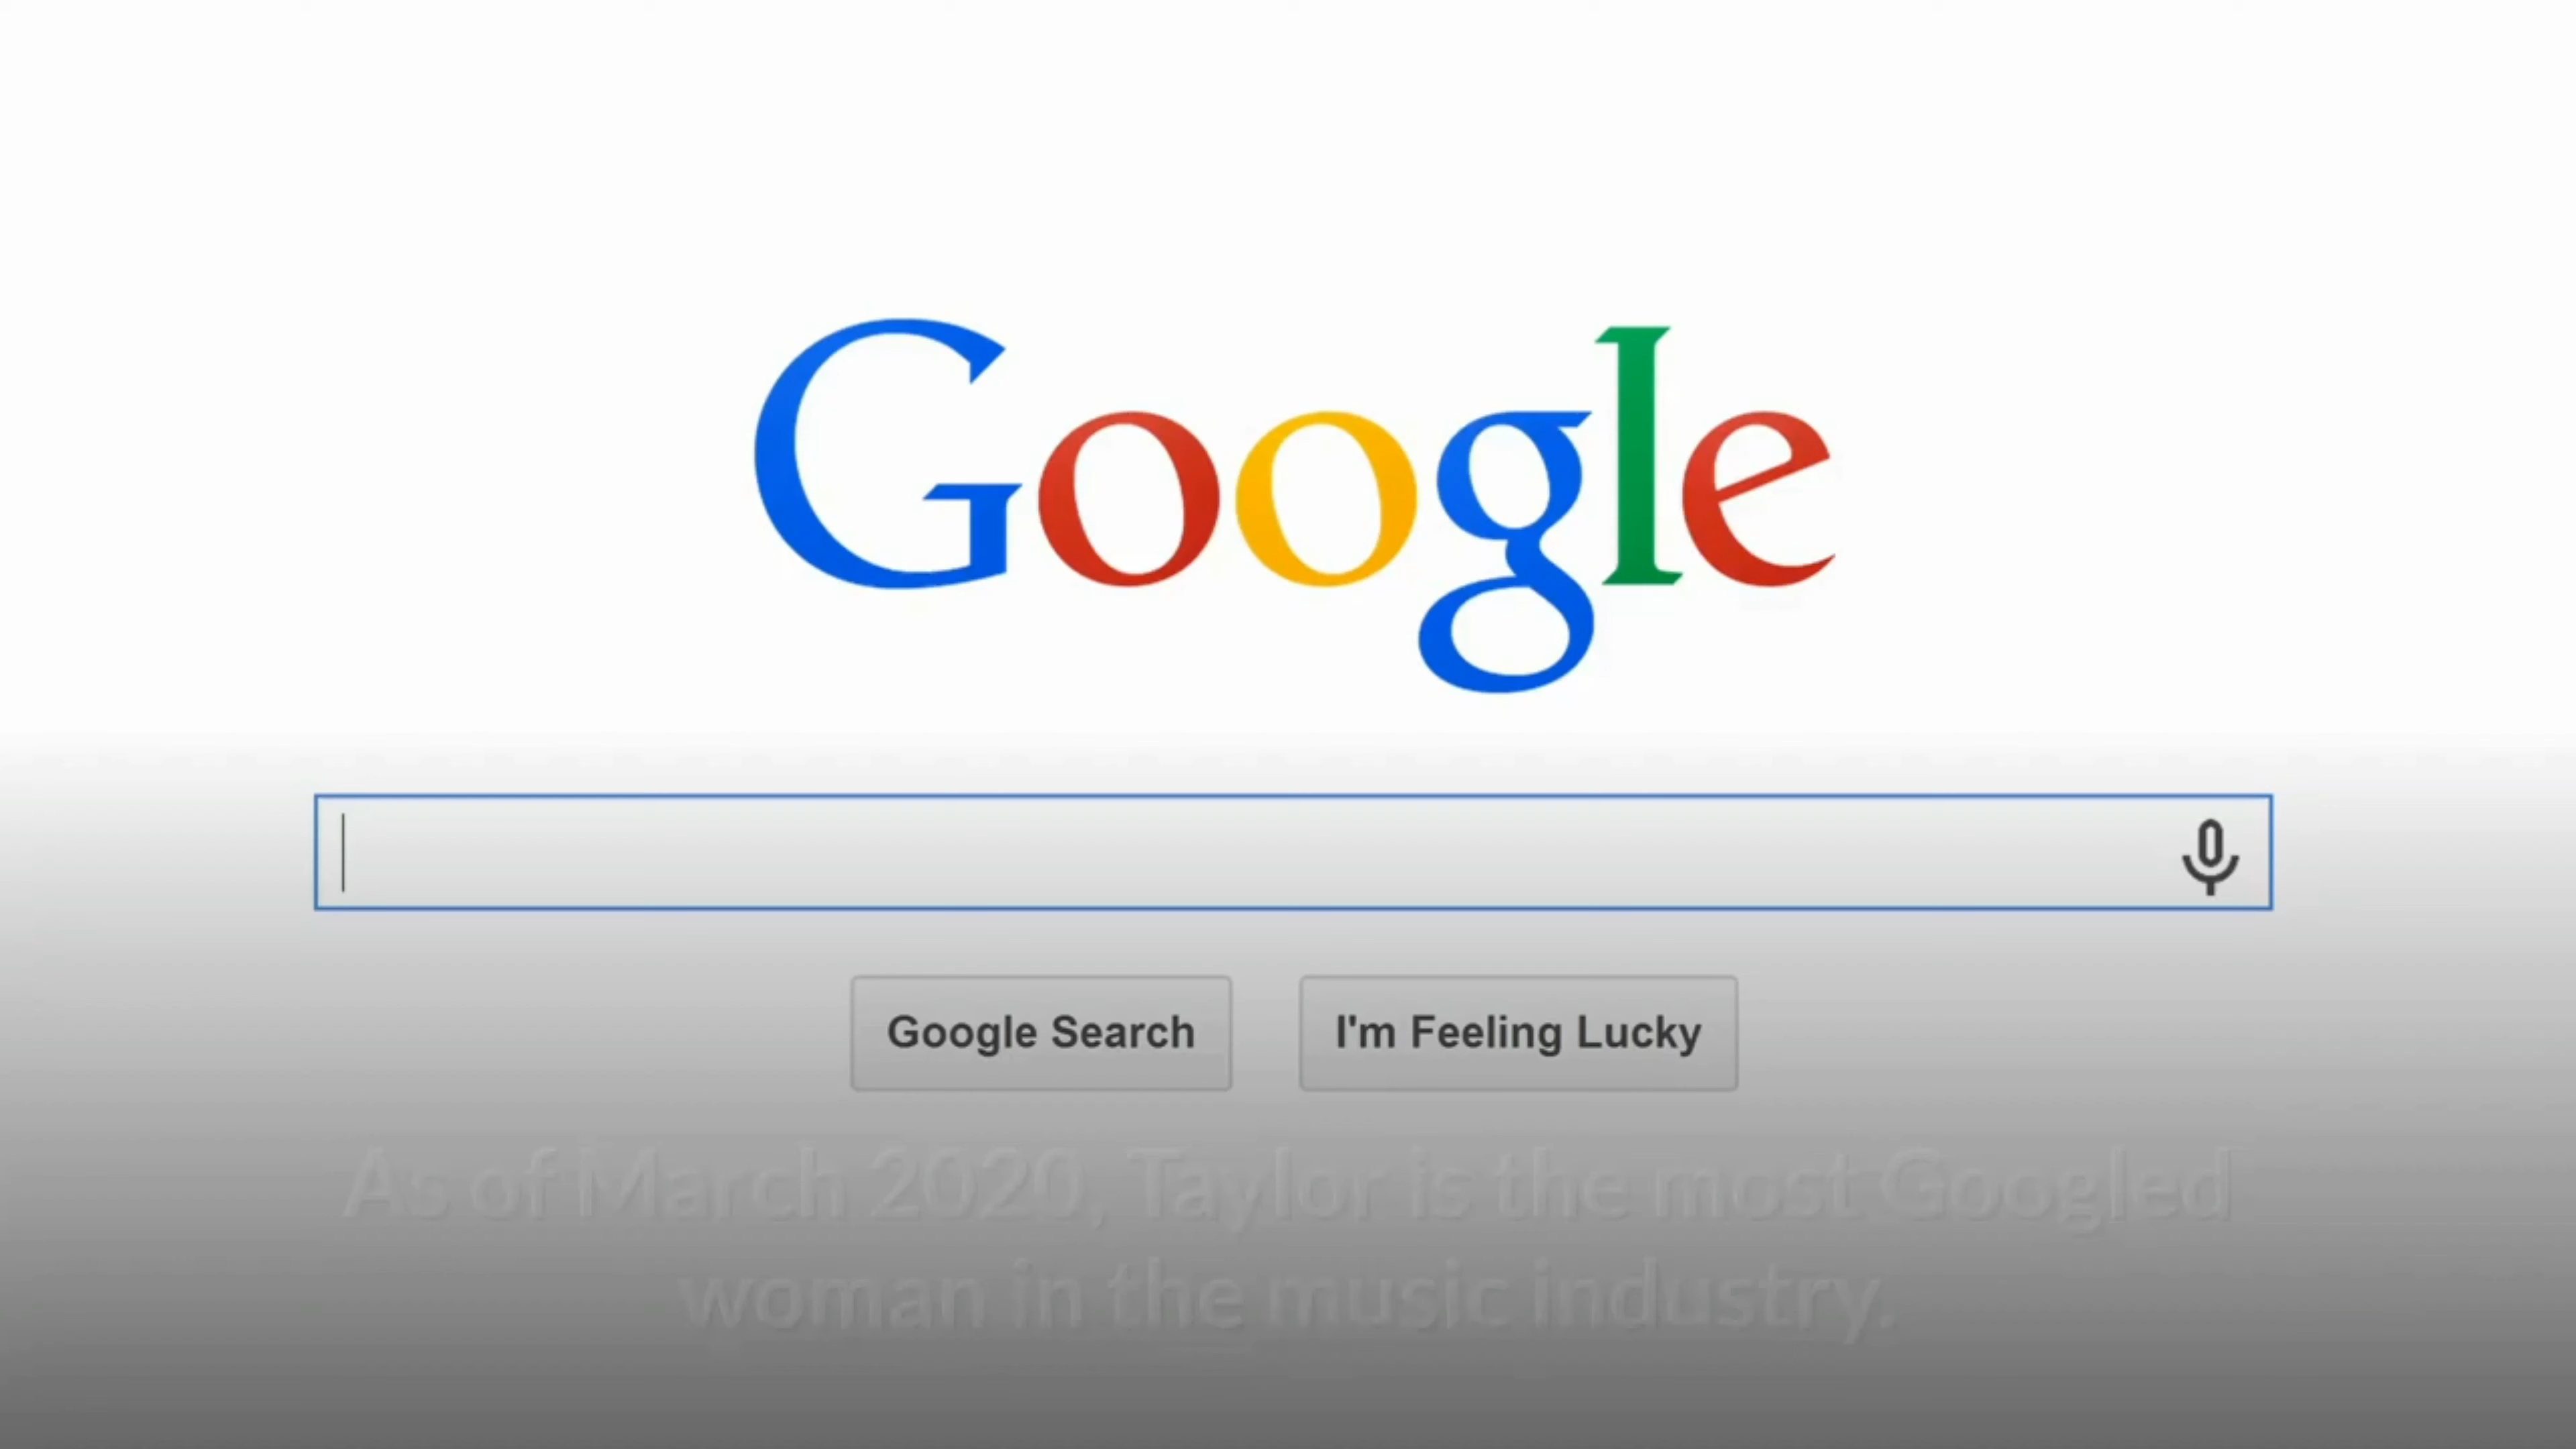 Google
Google Search
I'm Feeling Lucky
As of March 2020, Taylor is the most Googled
woman in the music industry.